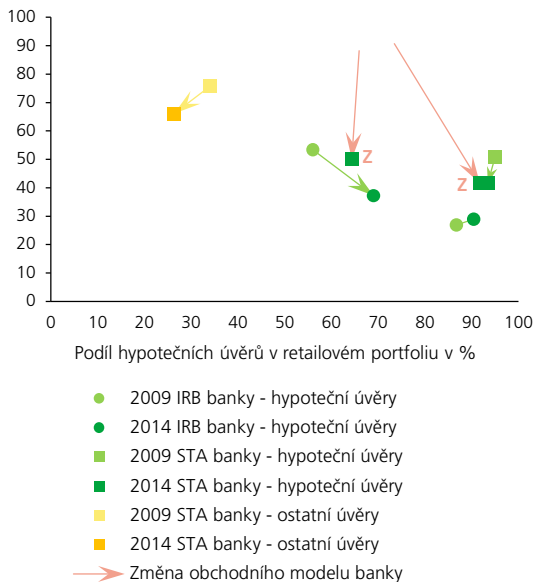 100
90
80
70
60
50
40
30
20
10
0
Z
Z
0 10 20 30 40 50 60 70 80 90 100
Podíl hypotečních úvěrů v retailovém portfoliu v %
2009 IRB banky - hypoteční úvěry
2014 IRB banky - hypoteční úvěry
2009 STA banky - hypoteční úvěry
2014 STA banky - hypoteční úvěry
2009 STA banky - ostatní úvěry
2014 STA banky - ostatní úvěry
Změna obchodního modelu banky